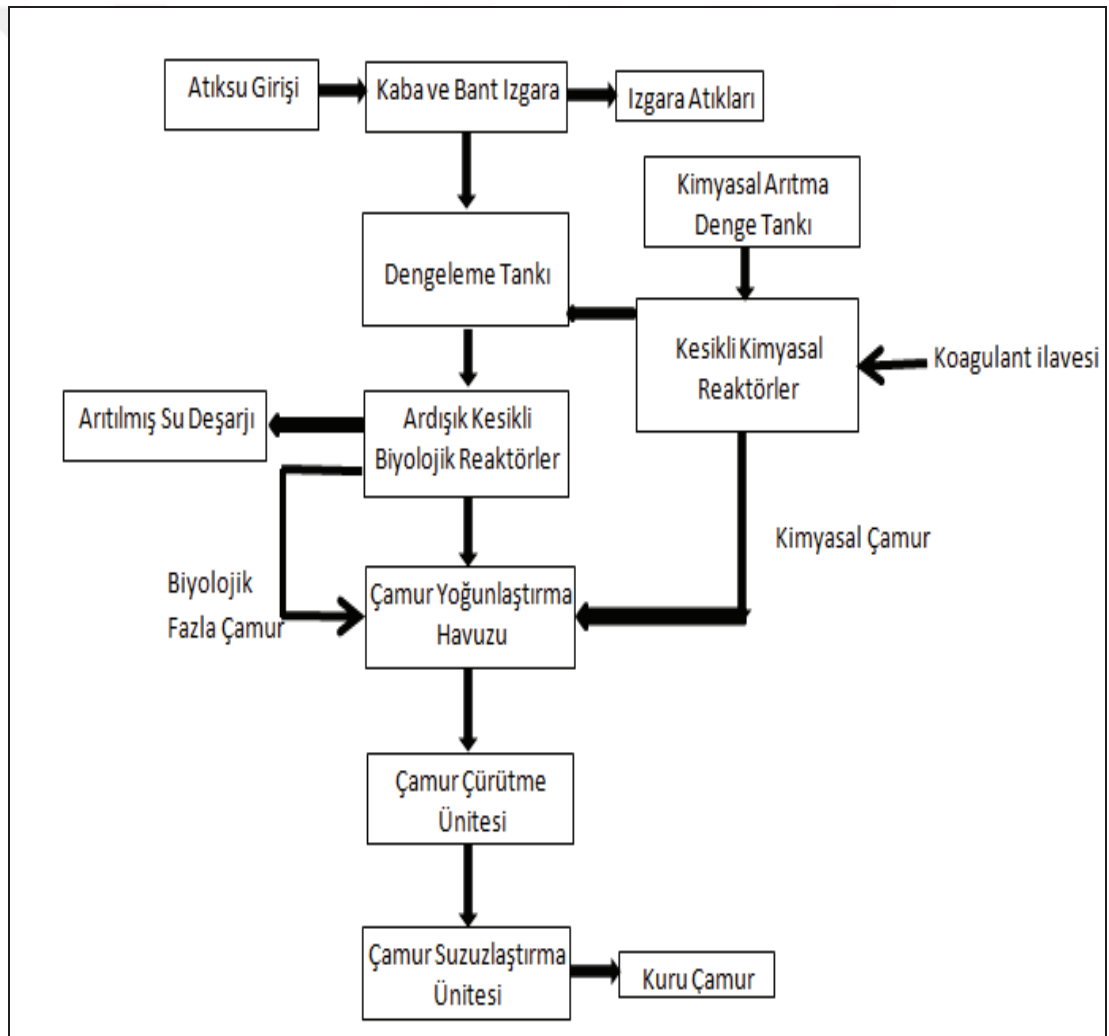 Atıksu Girişi
Kaba ve Bant Izgara
Izgara Atıkları
Kimyasal Arıtma
Denge Tankı
Dengeleme Tankı
Kesikli Kimyasal
Reaktörler
Koagulant ilavesi
Arıtılmış Su Deşarjı
Ardışık Kesikli
Biyolojik Reaktörler
Kimyasal Çamur
Biyolojik
Fazla Çamur
Çamur Yoğunlaştırma
Havuzu
Çamur Çürütme
Ünitesi
Çamur Suzuzlaştırma
Ünitesi
Kuru Çamur